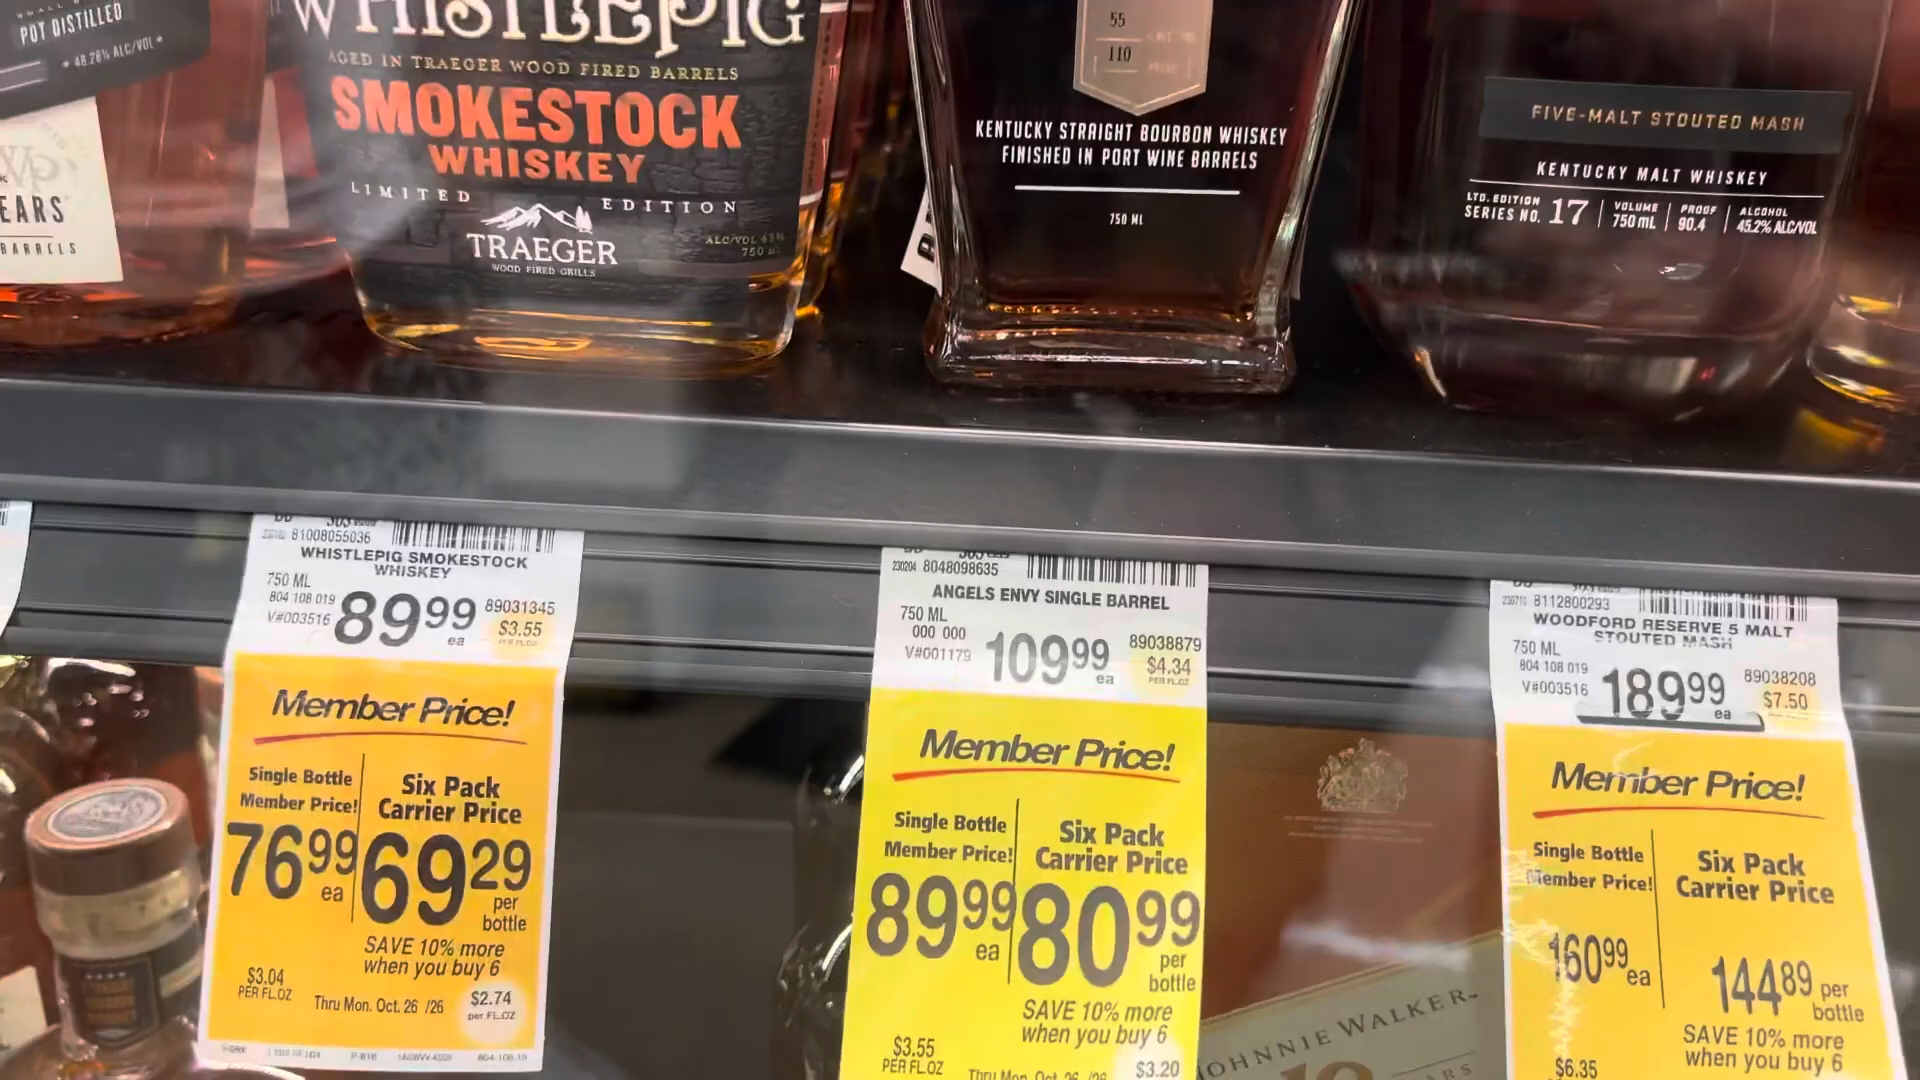 POT DISTILLED
48.28% ALC/VOL
EARS
BARRELS
WHISTLEPIG
AGED IN TRAEGER WOOD FIRED BARRELS
SMOKESTOCK
WHISKEY
LIMITED EDITION
TRAEGER
WOOD FIRED GRILLS
ALC/VOL
750
55
110
KENTUCKY STRAIGHT BOURBON WHISKEY
FINISHED IN PORT WINE BARRELS
750 ML
FIVE-MALT STOUTED MASH
KENTUCKY MALT WHISKEY
LTD. EDITION
SERIES NO. 17
VOLUME
750 mL
PROOF
90.4
ALCOHOL
45.2% ALC/VOL
81008055036
WHISTLEPIG SMOKESTOCK
WHISKEY
750 ML
804 108 019
V#003516
89.99 ea
89031345
$3.55
Member Price!
Single Bottle
Member Price!
76.99 ea
Six Pack
Carrier Price
69.29 per bottle
SAVE 10% more
when you buy 6
$3.04
PER FL.OZ
Thru Mon. Oct. 26 /26
$2.74
per FL.OZ
230204 8048098635
ANGELS ENVY SINGLE BARREL
750 ML
000 000
V#001179
109.99 ea
89038879
$4.34
PER FL.OZ
Member Price!
Single Bottle
Member Price!
89.99 ea
Six Pack
Carrier Price
80.99 per bottle
SAVE 10% more
when you buy 6
$3.55
PER FL.OZ
Thru Mon. Oct. 26 /26
$3.20
230710 8112800293
WOODFORD RESERVE 5 MALT
STOUTED MASH
750 ML
804 108 019
V#003516
189.99 ea
89038208
$7.50
Member Price!
Single Bottle
Member Price!
160.99 ea
Six Pack
Carrier Price
144.89 per bottle
SAVE 10% more
when you buy 6
$6.35
JOHNNIE WALKER